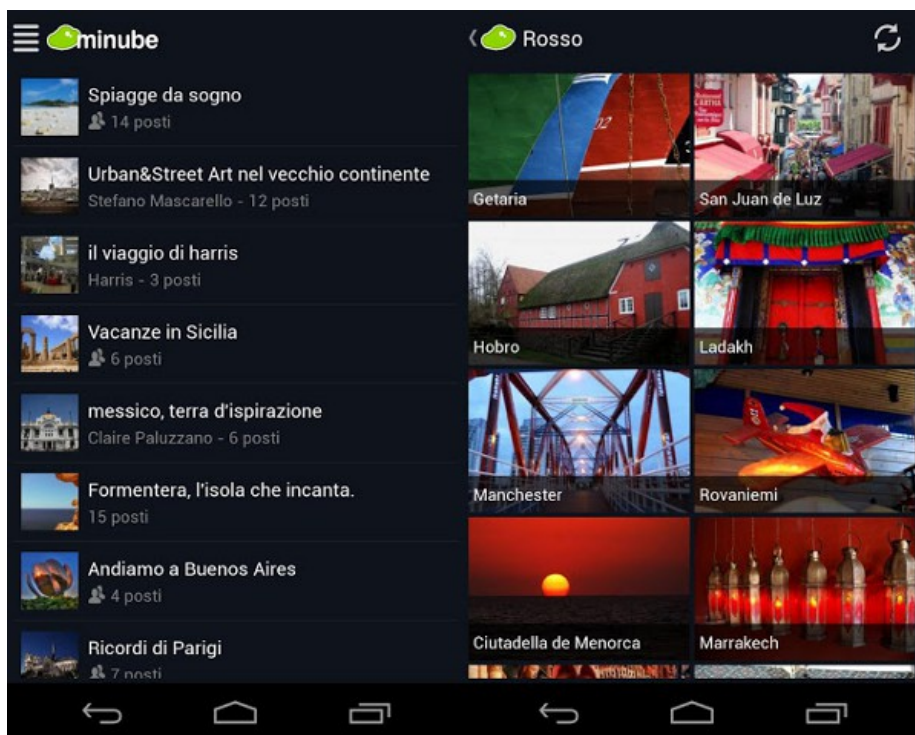 minube
Spiagge da sogno
14 posti
Urban&Street Art nel vecchio continente
Stefano Mascarello - 12 posti
il viaggio di harris
Harris - 3 posti
Vacanze in Sicilia
6 posti
messico, terra d'ispirazione
Claire Paluzzano - 6 posti
Formentera, l'isola che incanta.
15 posti
Andiamo a Buenos Aires
4 posti
Ricordi di Parigi
7 posti
Rosso
Getaria
San Juan de Luz
Hobro
Ladakh
Manchester
Rovaniemi
Ciutadella de Menorca
Marrakech